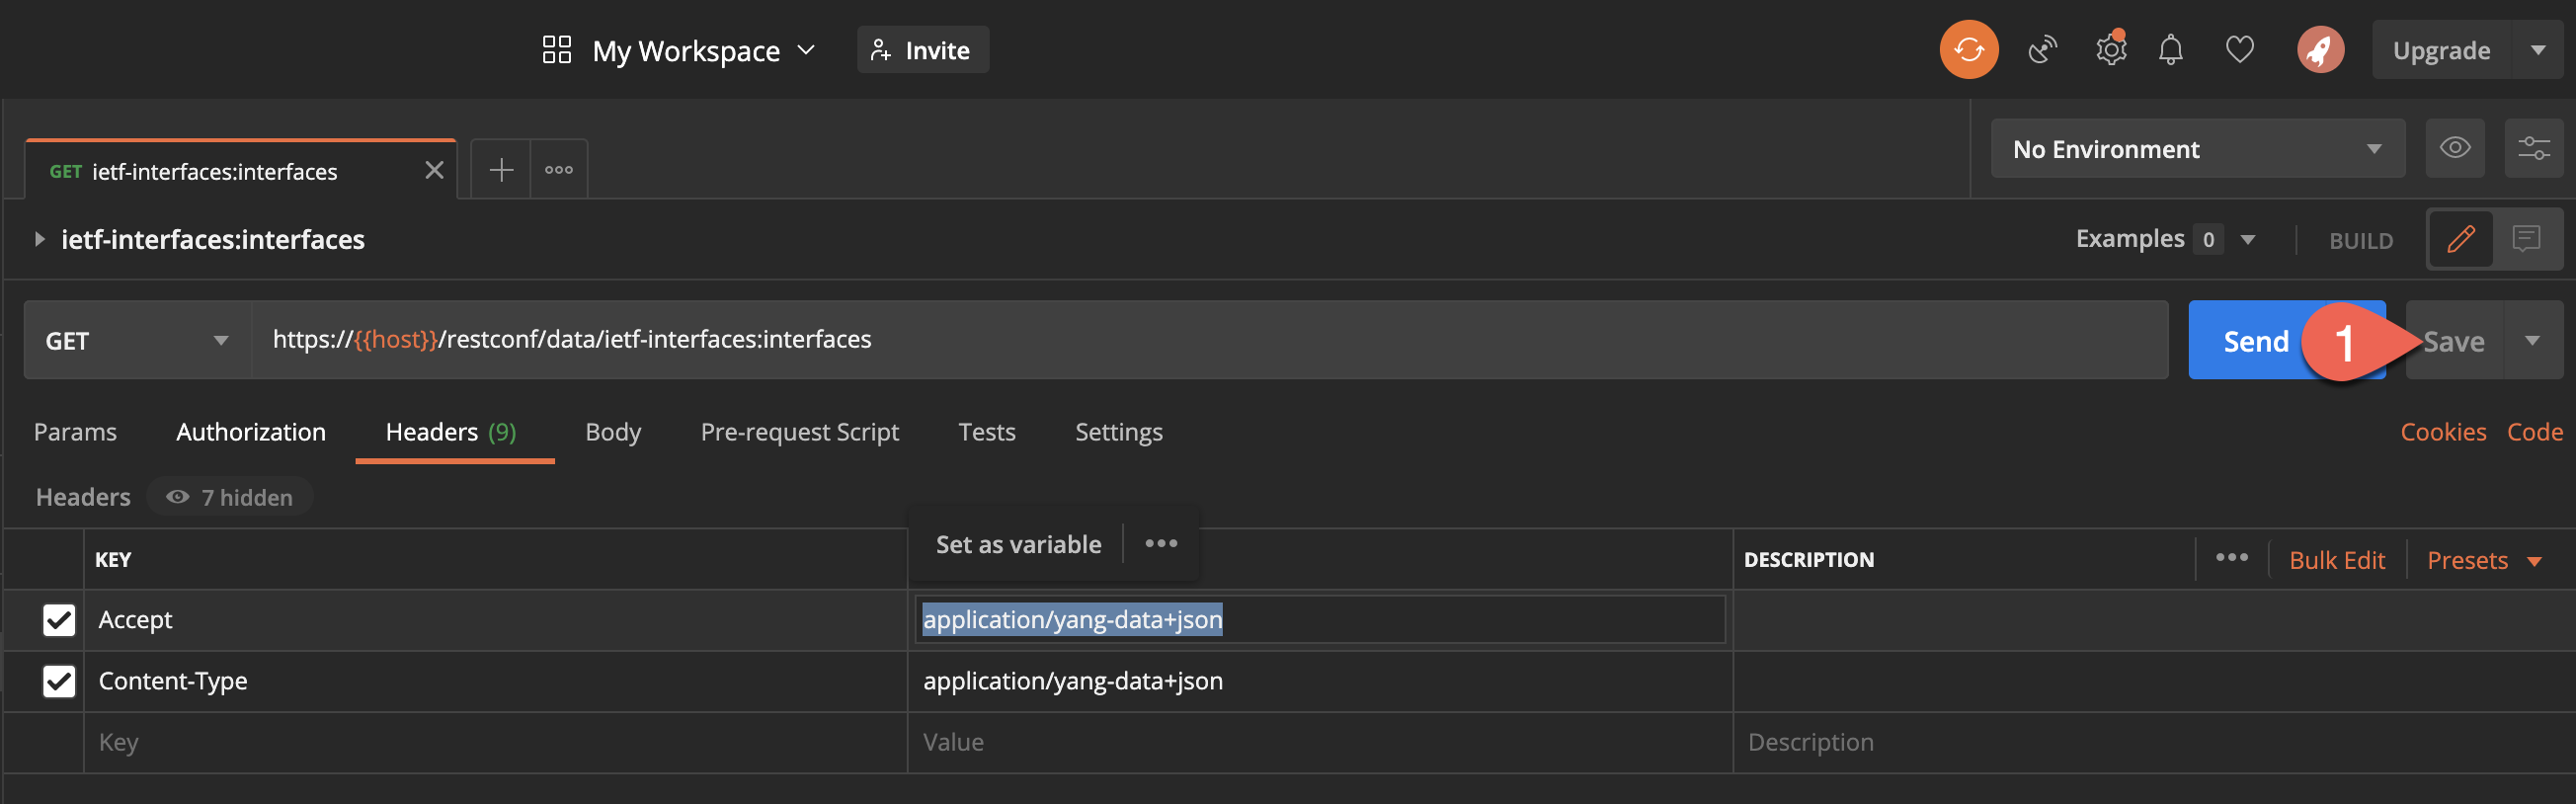 My Workspace Invite Upgrade
GET ietf-interfaces:interfaces No Environment
ietf-interfaces:interfaces Examples 0 BUILD
GET https://{{host}}/restconf/data/ietf-interfaces:interfaces Send 1 Save
Params Authorization Headers (9) Body Pre-request Script Tests Settings Cookies Code
Headers 7 hidden
Set as variable
KEY DESCRIPTION Bulk Edit Presets
Accept application/yang-data+json
Content-Type application/yang-data+json
Key Value Description